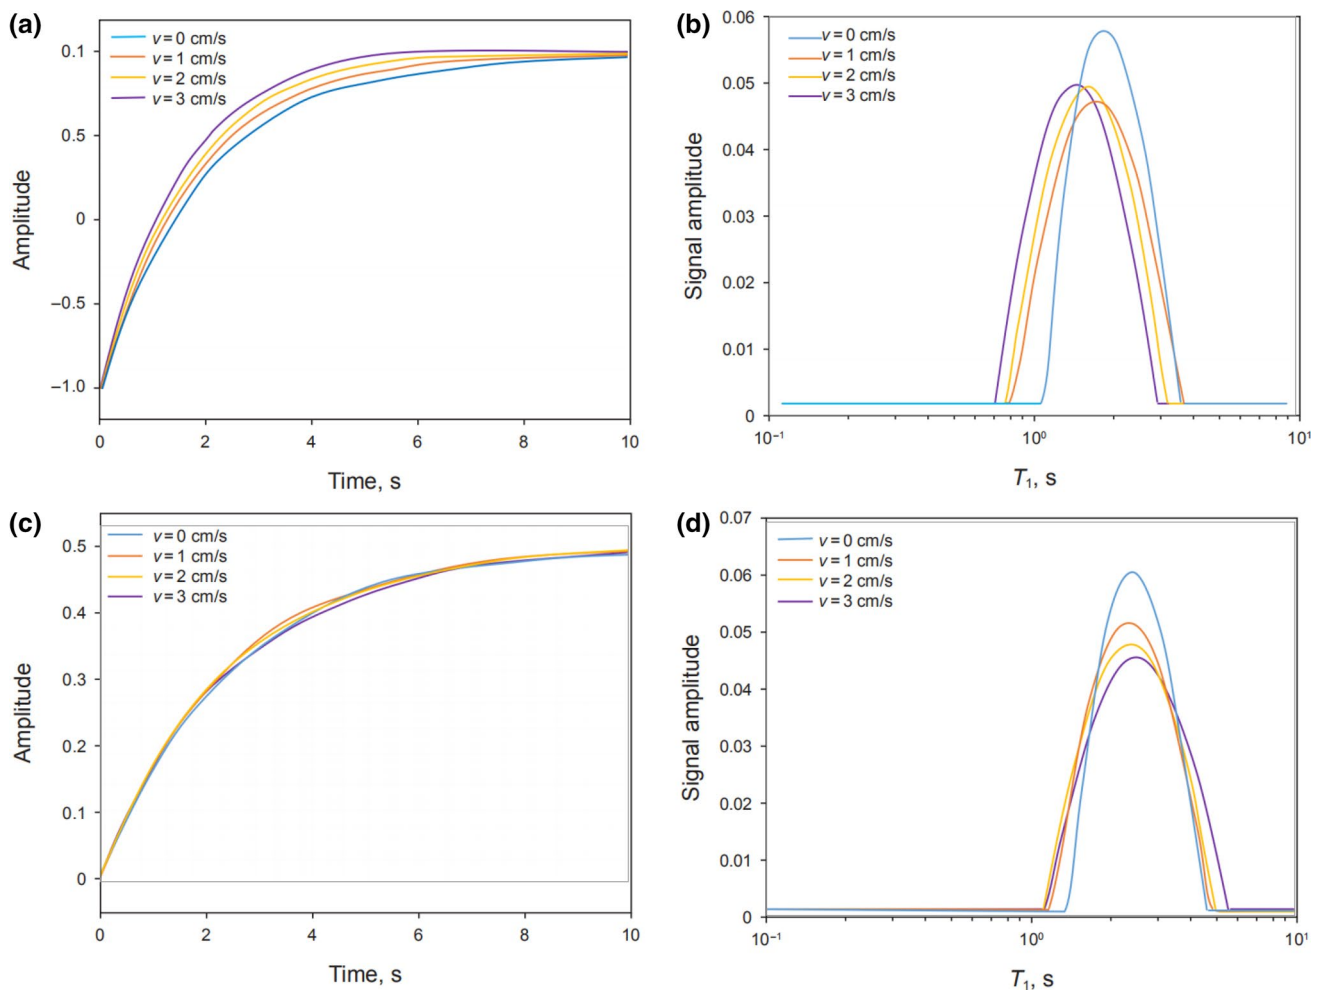 (a)
v = 0 cm/s
v = 1 cm/s
v = 2 cm/s
v = 3 cm/s
0.1
0.5
0
–0.5
–1.0
Amplitude
0 2 4 6 8 10
Time, s
(b)
v = 0 cm/s
v = 1 cm/s
v = 2 cm/s
v = 3 cm/s
0.06
0.05
0.04
0.03
0.02
0.01
0
Signal amplitude
10⁻¹ 10⁰ 10¹
T₁, s
(c)
v = 0 cm/s
v = 1 cm/s
v = 2 cm/s
v = 3 cm/s
0.5
0.4
0.3
0.2
0.1
0
Amplitude
0 2 4 6 8 10
Time, s
(d)
v = 0 cm/s
v = 1 cm/s
v = 2 cm/s
v = 3 cm/s
0.07
0.06
0.05
0.04
0.03
0.02
0.01
0
Signal amplitude
10⁻¹ 10⁰ 10¹
T₁, s